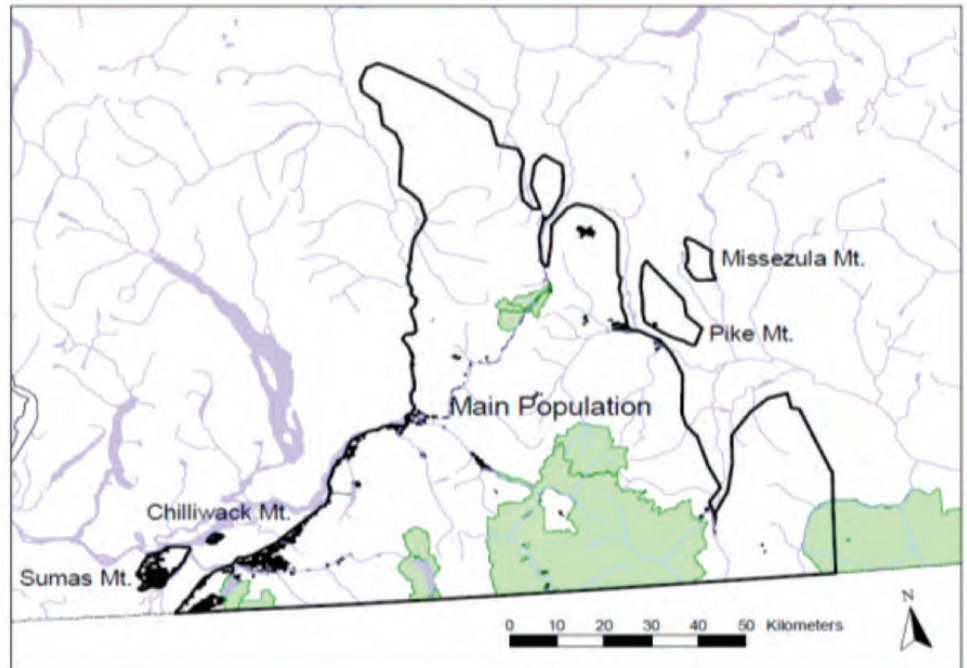 Missezula Mt.
Pike Mt.
Main Population
Chilliwack Mt.
Sumas Mt.
N
0 10 20 30 40 50 Kilometers